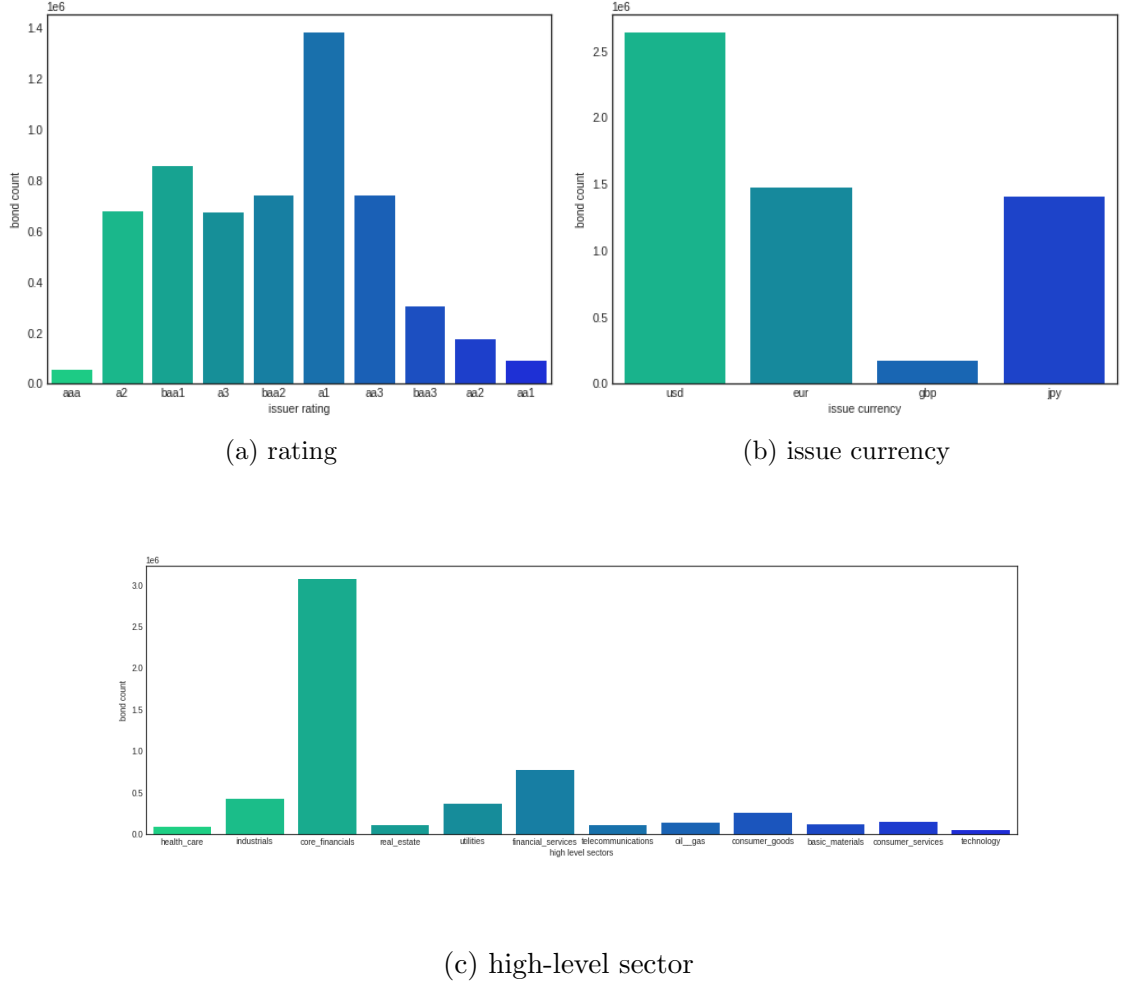 1e6
1.4
1.2
1.0
0.8
0.6
0.4
0.2
0.0
bond count
aaa a2 baa1 a3 baa2 a1 aa3 baa3 aa2 aa1
issuer rating
(a) rating
1e6
2.5
2.0
1.5
1.0
0.5
0.0
bond count
usd eur gbp jpy
issue currency
(b) issue currency
1e6
3.0
2.5
2.0
1.5
1.0
0.5
0.0
bond count
health_care industrials core_financials real_estate utilities financial_services telecommunications oil__gas consumer_goods basic_materials consumer_services technology
high level sectors
(c) high-level sector